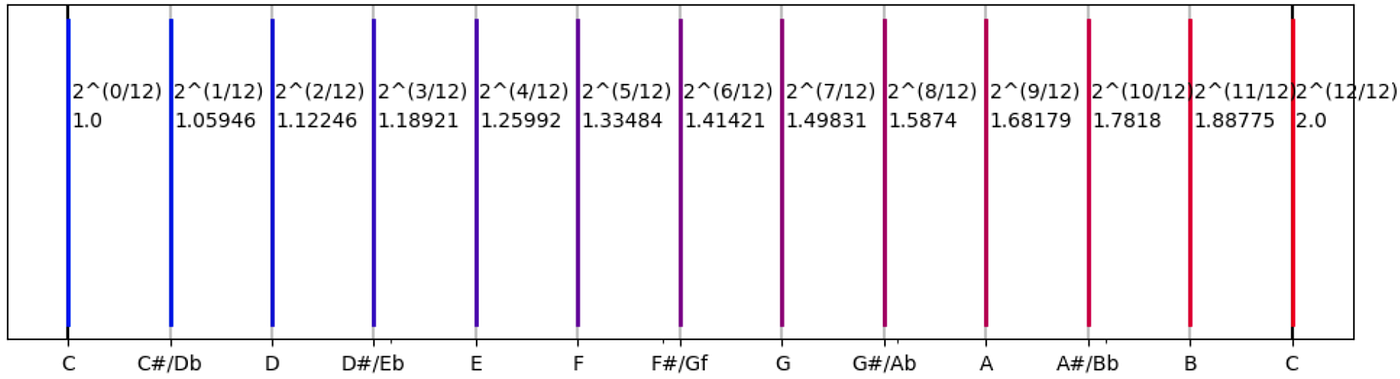 2^(0/12) 2^(1/12) 2^(2/12) 2^(3/12) 2^(4/12) 2^(5/12) 2^(6/12) 2^(7/12) 2^(8/12) 2^(9/12) 2^(10/12) 2^(11/12) 2^(12/12)
1.0 1.05946 1.12246 1.18921 1.25992 1.33484 1.41421 1.49831 1.5874 1.68179 1.7818 1.88775 2.0
C C#/Db D D#/Eb E F F#/Gf G G#/Ab A A#/Bb B C